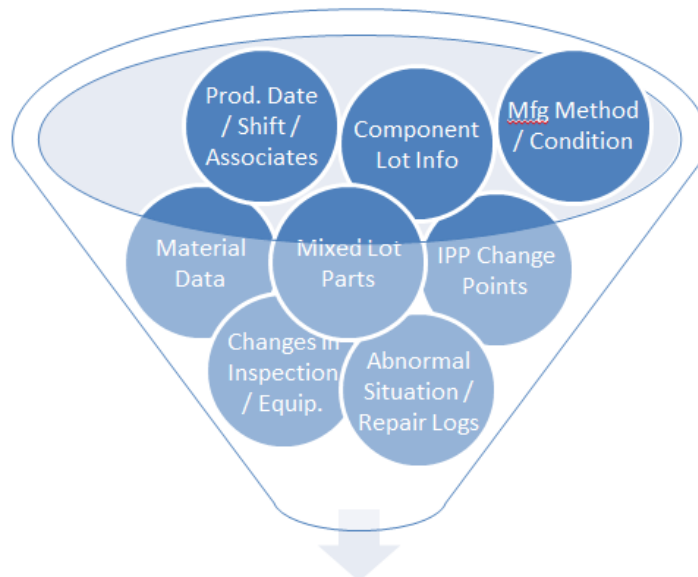 Prod. Date
/ Shift /
Associates
Component
Lot Info
Mfg Method
/ Condition
Material
Data
Mixed Lot
Parts
IPP Change
Points
Changes in
Inspection
/ Equip.
Abnormal
Situation /
Repair Logs